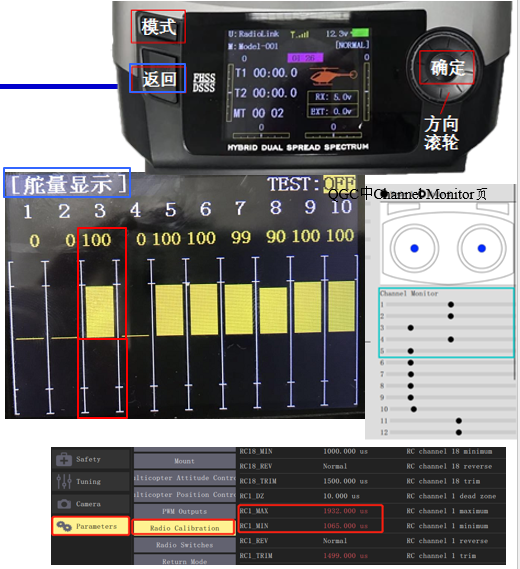 模式
返回
确定
方向
滚轮
U:RadioLink 12.3v
M:Model-001 [NORMAL]
0 01:26 0
T1 00:00.0
T2 00:00.0
MT 00 02
RX: 5.0v
EXT: 0.0v
0 0
FHSS
DSSS
HYBRID DUAL SPREAD SPECTRUM
[舵量显示] TEST:OFF
1 2 3 4 5 6 7 8 9 10
0 0 100 0 100 100 99 90 100 100
QGC中ChannelMonitor页
Channel Monitor
1
2
3
4
5
6
7
8
9
10
11
12
Safety
Tuning
Camera
Parameters
Mount
ulticopter Attitude Contro
ulticopter Position Contro
PWM Outputs
Radio Calibration
Radio Switches
Return Mode
RC18_MIN 1000.000 us RC channel 18 minimum
RC18_REV Normal RC channel 18 reverse
RC18_TRIM 1500.000 us RC channel 18 trim
RC1_DZ 10.000 us RC channel 1 dead zone
RC1_MAX 1932.000 us RC channel 1 maximum
RC1_MIN 1065.000 us RC channel 1 minimum
RC1_REV Normal RC channel 1 reverse
RC1_TRIM 1499.000 us RC channel 1 trim